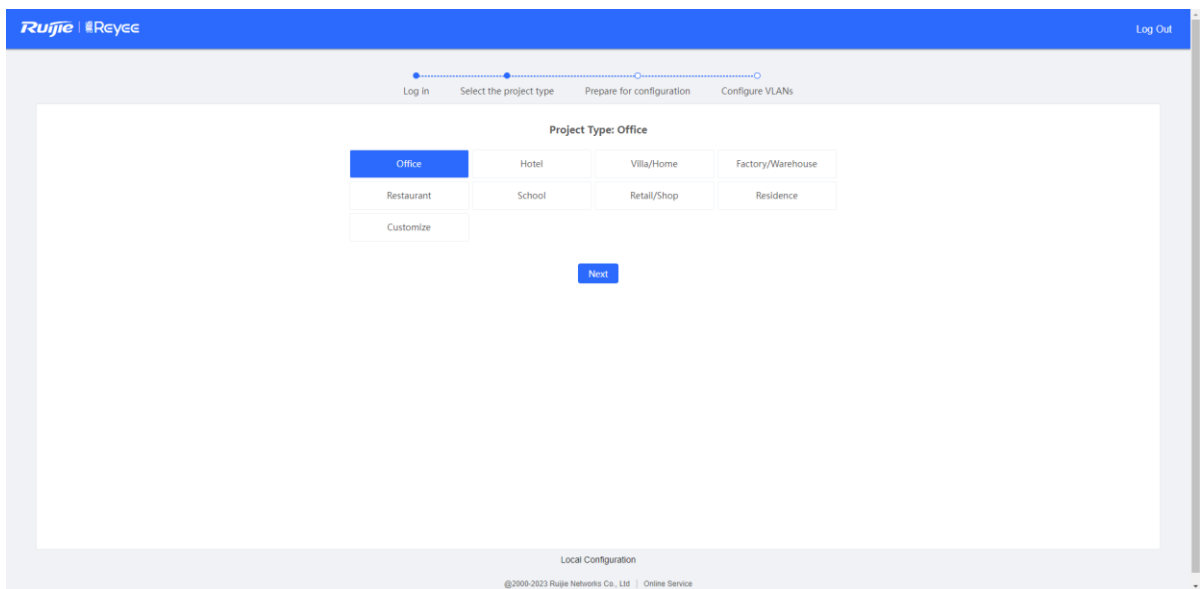 Ruijie | Reyee Log Out
Log in Select the project type Prepare for configuration Configure VLANs
Project Type: Office
Office Hotel Villa/Home Factory/Warehouse
Restaurant School Retail/Shop Residence
Customize
Next
Local Configuration
@2000-2023 Ruijie Networks Co., Ltd | Online Service